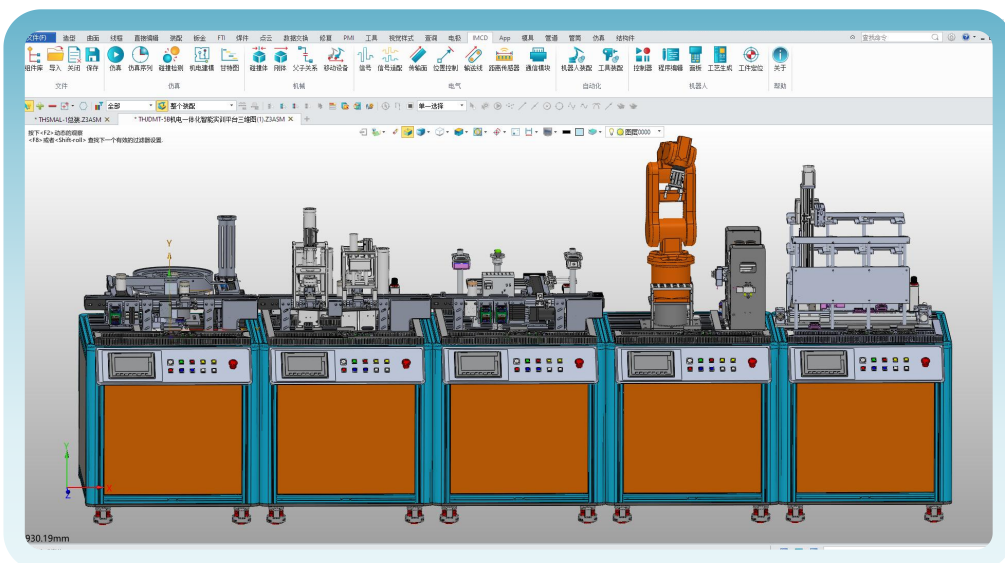 文件(F) 造型 曲面 线框 直接编辑 装配 钣金 FTI 焊件 点云 数据交换 修复 PMI 工具 视觉样式 查询 电极 IMCD App 模具 管道 管筒 仿真 结构件 查找命令
组件库 导入 关闭 保存 仿真 仿真序列 碰撞检测 机电建模 甘特图 碰撞体 刚体 父子关系 移动设备 信号 信号适配 传输面 位置控制 输送线 距离传感器 通信模块 机器人装配 工具装配 控制器 程序编辑 面板 工艺生成 工件定位 关于
文件 仿真 机械 电气 自动化 机器人 帮助
全部 整个装配 单一选择
* THSMAL-1总装.Z3ASM * THJDMT-5B机电一体化智能实训平台三维图(1).Z3ASM
按下<F2>动态的观察
<F8> 或者<Shift-roll> 查找下一个有效的过滤器设置.
图层0000
Y
Y
X
Z
930.19mm